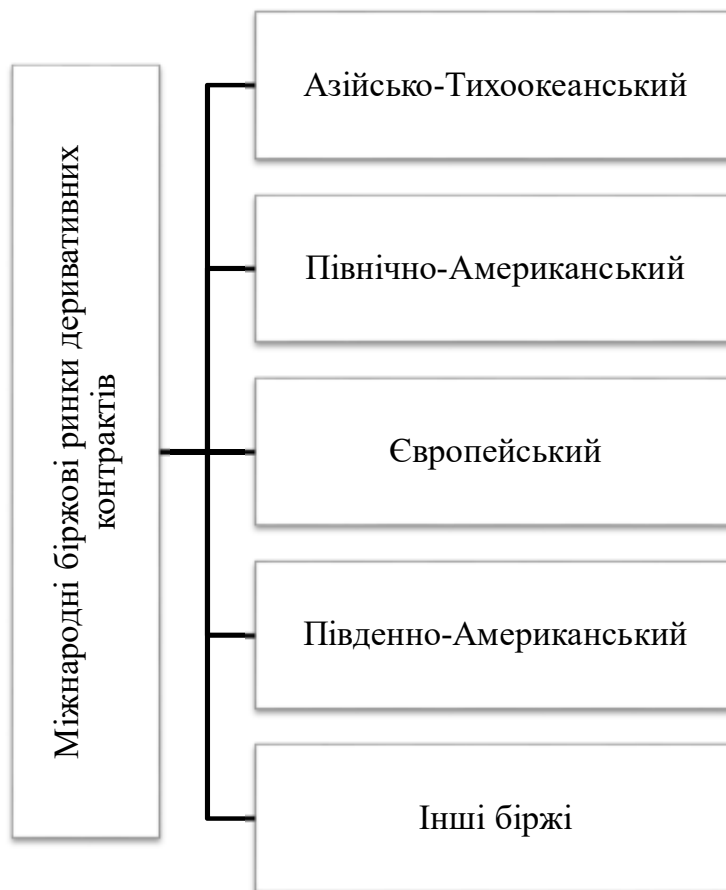 Міжнародні біржові ринки деривативних
контрактів
Азійсько-Тихоокеанський
Північно-Американський
Європейський
Південно-Американський
Інші біржі